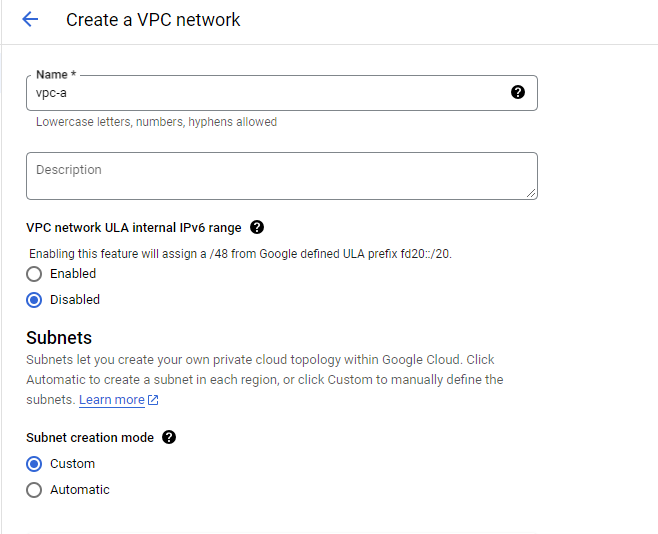 Create a VPC network
Name *
vpc-a
Lowercase letters, numbers, hyphens allowed
Description
VPC network ULA internal IPv6 range
Enabling this feature will assign a /48 from Google defined ULA prefix fd20::/20.
Enabled
Disabled
Subnets
Subnets let you create your own private cloud topology within Google Cloud. Click
Automatic to create a subnet in each region, or click Custom to manually define the
subnets. Learn more
Subnet creation mode
Custom
Automatic